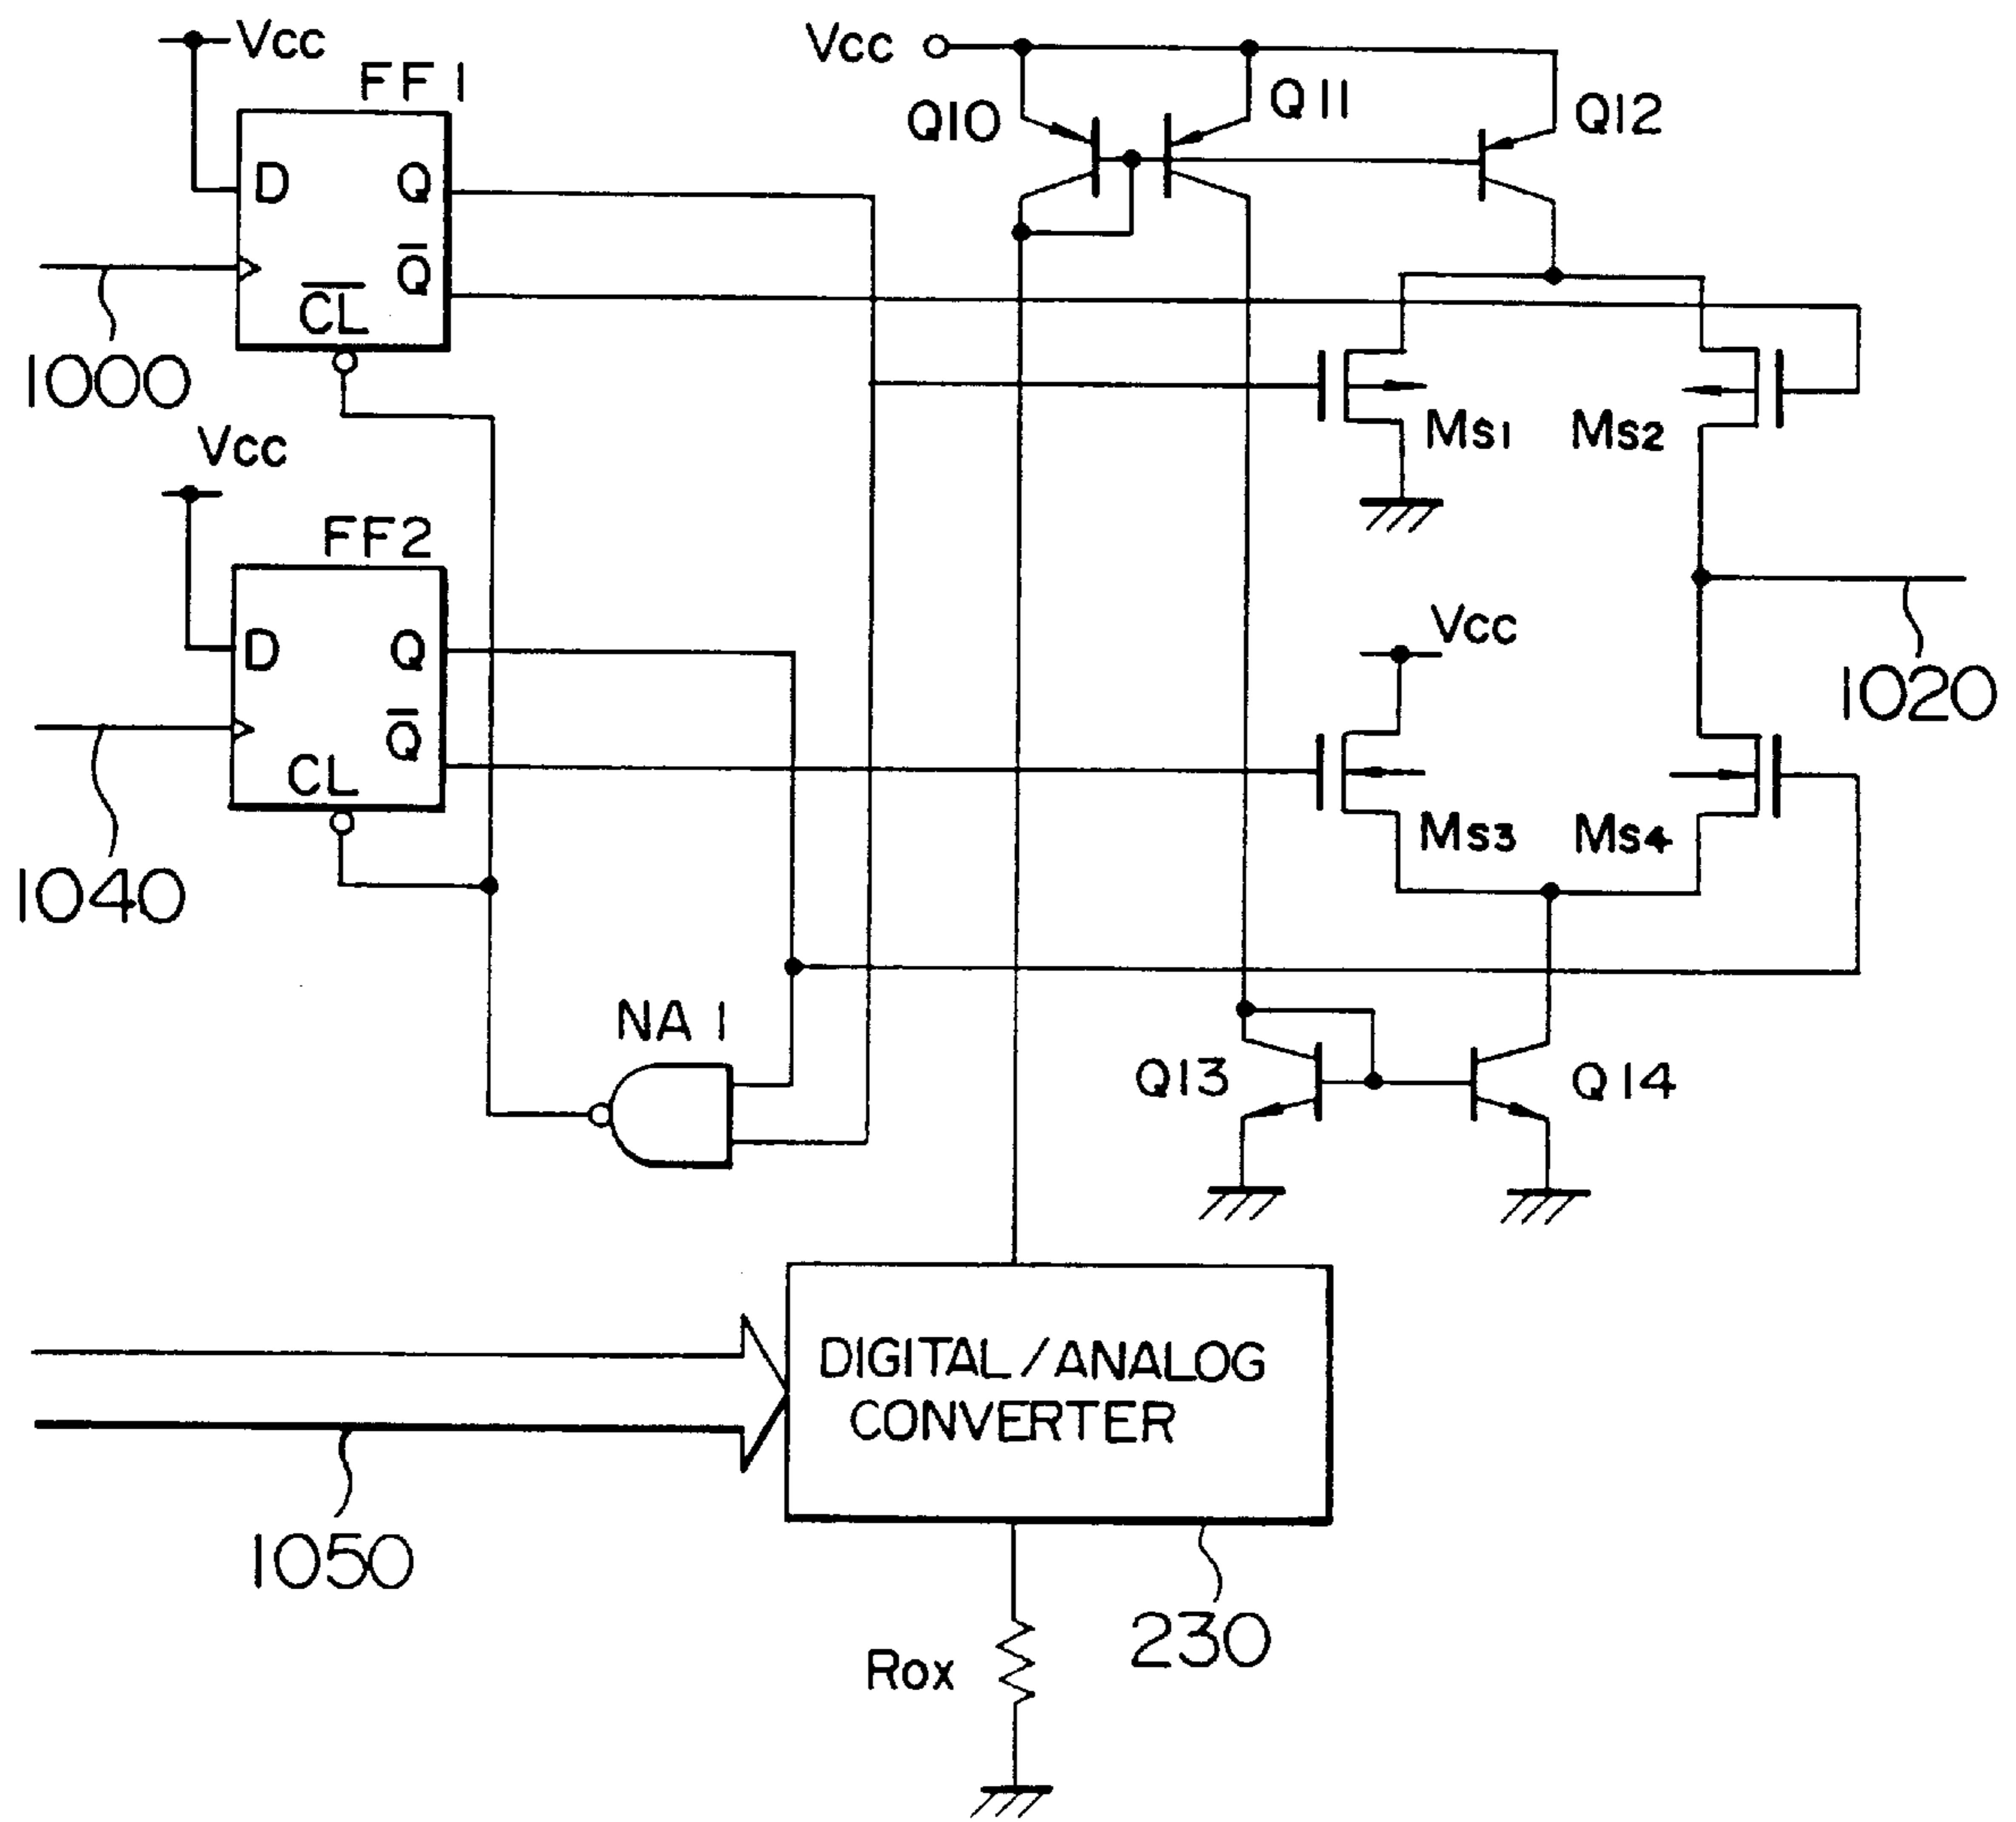 Vcc
FF1
D
Q
Q̅
C̅L̅
1000
Vcc
Q10
Q11
Q12
Ms1
Ms2
Vcc
FF2
D
Q
Q̅
CL
1040
Vcc
1020
Ms3
Ms4
NA1
Q13
Q14
DIGITAL/ANALOG
CONVERTER
1050
230
Rox